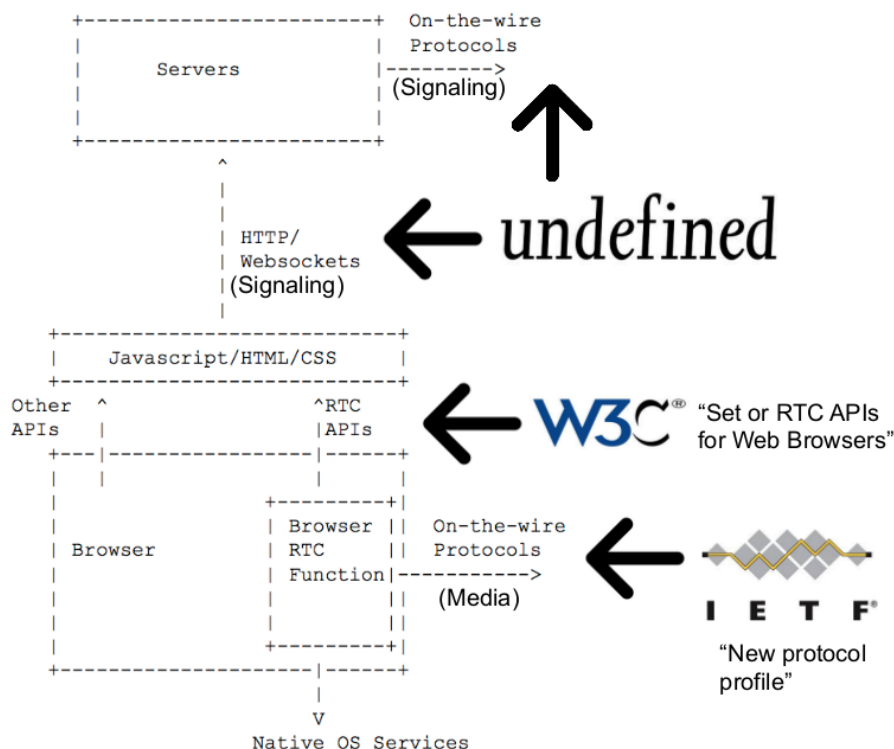 On-the-wire
Protocols
Servers
(Signaling)
undefined
HTTP/
Websockets
(Signaling)
Javascript/HTML/CSS
Other
APIs
RTC
APIs
W3C®
“Set or RTC APIs
for Web Browsers”
Browser
Browser
RTC
Function
On-the-wire
Protocols
(Media)
I E T F®
“New protocol
profile”
Native OS Services